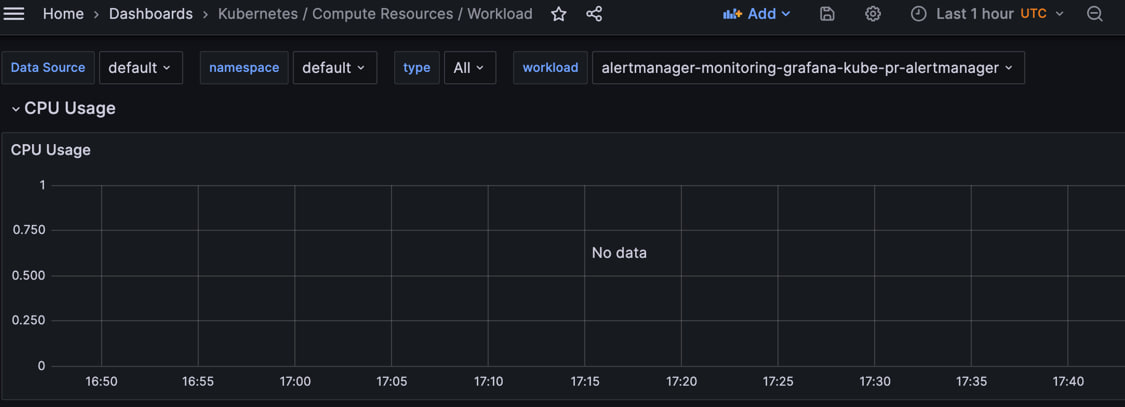 Home > Dashboards > Kubernetes / Compute Resources / Workload Add Last 1 hour UTC
Data Source default namespace default type All workload alertmanager-monitoring-grafana-kube-pr-alertmanager
CPU Usage
CPU Usage
1
0.750
No data
0.500
0.250
0
16:50 16:55 17:00 17:05 17:10 17:15 17:20 17:25 17:30 17:35 17:40